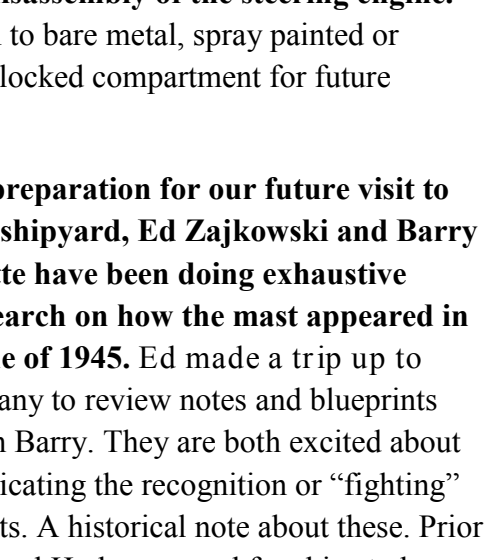 isassembly of the steering engine.
to bare metal, spray painted or
locked compartment for future
preparation for our future visit to
shipyard, Ed Zajkowski and Barry
have been doing exhaustive
on how the mast appeared in
of 1945. Ed made a trip up to
any to review notes and blueprints
Barry. They are both excited about
icating the recognition or “fighting”
ts. A historical note about these. Prior